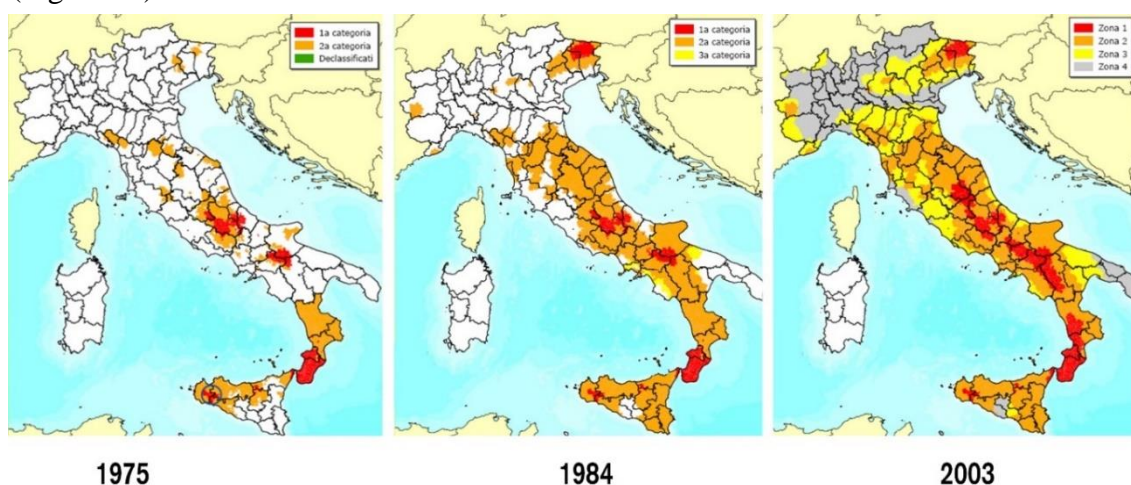 1a categoria
2a categoria
Declassificati
1a categoria
2a categoria
3a categoria
Zona 1
Zona 2
Zona 3
Zona 4
1975
1984
2003